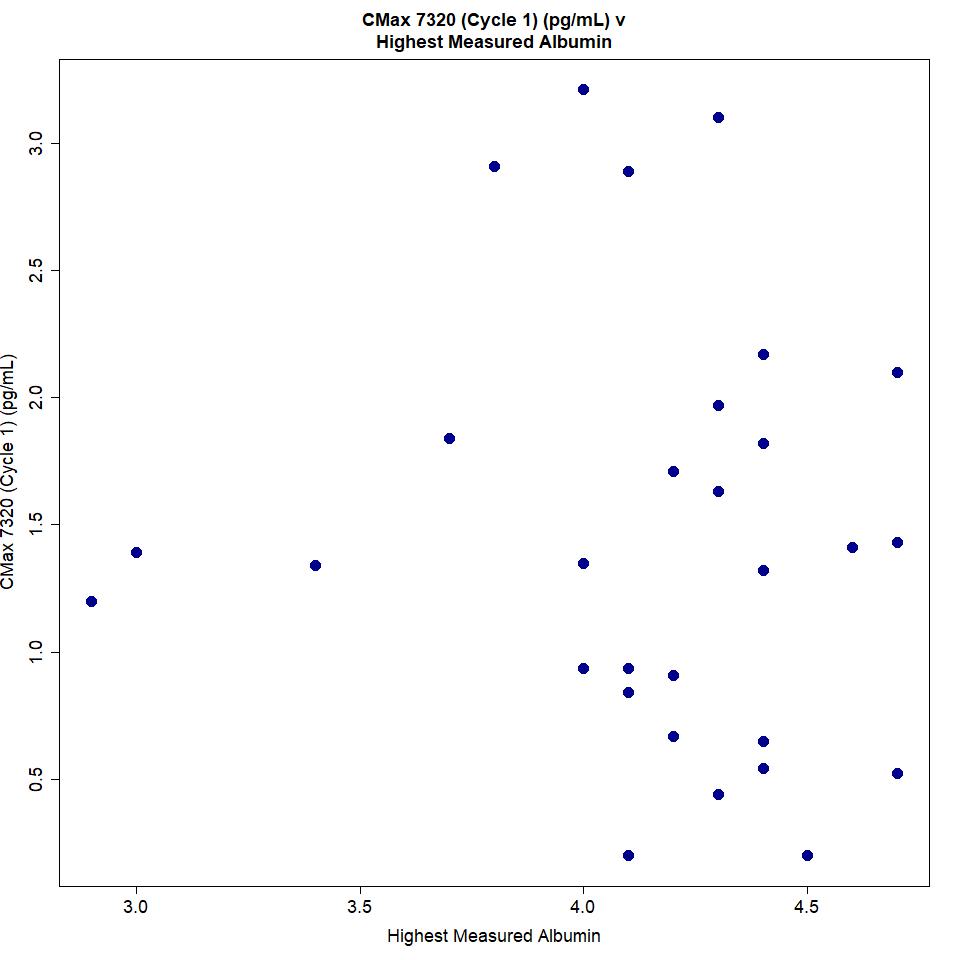 CMax 7320 (Cycle 1) (pg/mL) v
Highest Measured Albumin
CMax 7320 (Cycle 1) (pg/mL)
3.0
2.5
2.0
1.5
1.0
0.5
3.0
3.5
4.0
4.5
Highest Measured Albumin